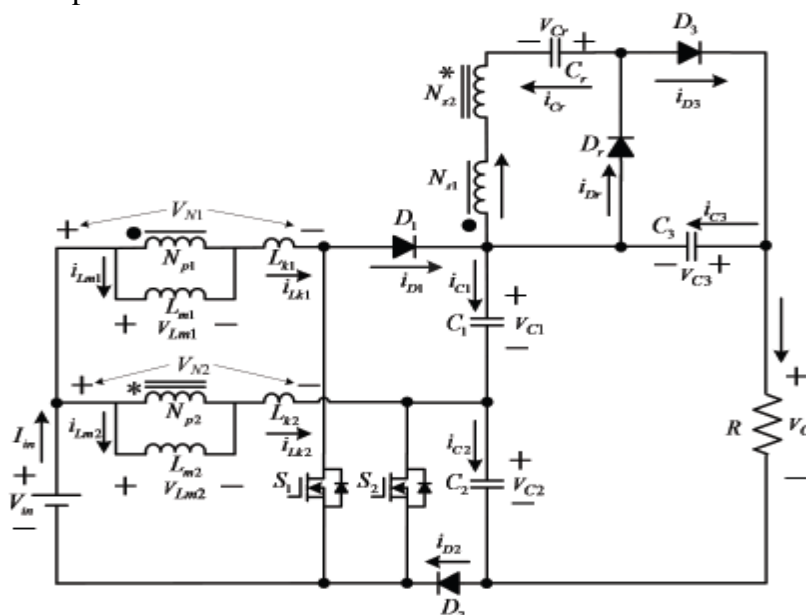 − V_Cr +
D_3
C_r
*
N_s2
i_Cr
i_D3
D_r
i_Dr
N_s1
+ V_N1 −
D_1
C_3
i_C3
N_p1
L_k1
− V_C3 +
i_Lm1
i_Lk1
i_D1
i_C1
+
L_m1
C_1
V_C1
+ V_Lm1 −
−
+ V_N2 −
*
N_p2
L_k2
+
I_in
i_Lm2
i_Lk2
R
i_C2
+
L_m2
S_1
S_2
C_2
V_C2
+
V_in
−
+ V_Lm2 −
−
−
i_D2